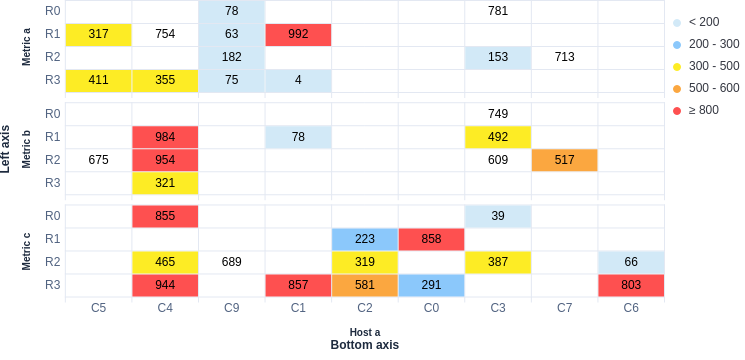 R0 78 781
R1 317 754 63 992
R2 182 153 713
R3 411 355 75 4
Metric a
R0 749
R1 984 78 492
R2 675 954 609 517
R3 321
Metric b
R0 855 39
R1 223 858
R2 465 689 319 387 66
R3 944 857 581 291 803
Metric c
Left axis
C5 C4 C9 C1 C2 C0 C3 C7 C6
Host a
Bottom axis
< 200
200 - 300
300 - 500
500 - 600
≥ 800